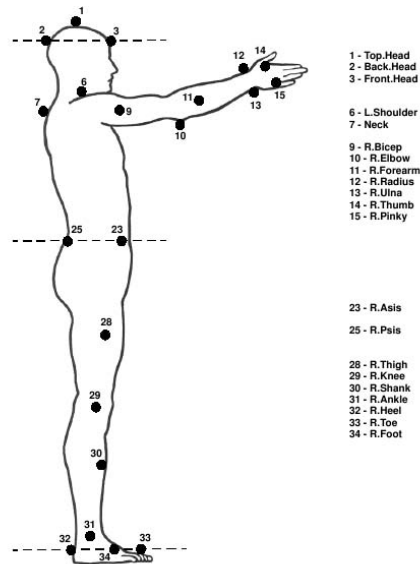 1
2
3
12
14
6
11
15
7
9
13
10
25
23
28
29
30
31
32
34
33
1 - Top.Head
2 - Back.Head
3 - Front.Head
6 - L.Shoulder
7 - Neck
9 - R.Bicep
10 - R.Elbow
11 - R.Forearm
12 - R.Radius
13 - R.Ulna
14 - R.Thumb
15 - R.Pinky
23 - R.Asis
25 - R.Psis
28 - R.Thigh
29 - R.Knee
30 - R.Shank
31 - R.Ankle
32 - R.Heel
33 - R.Toe
34 - R.Foot